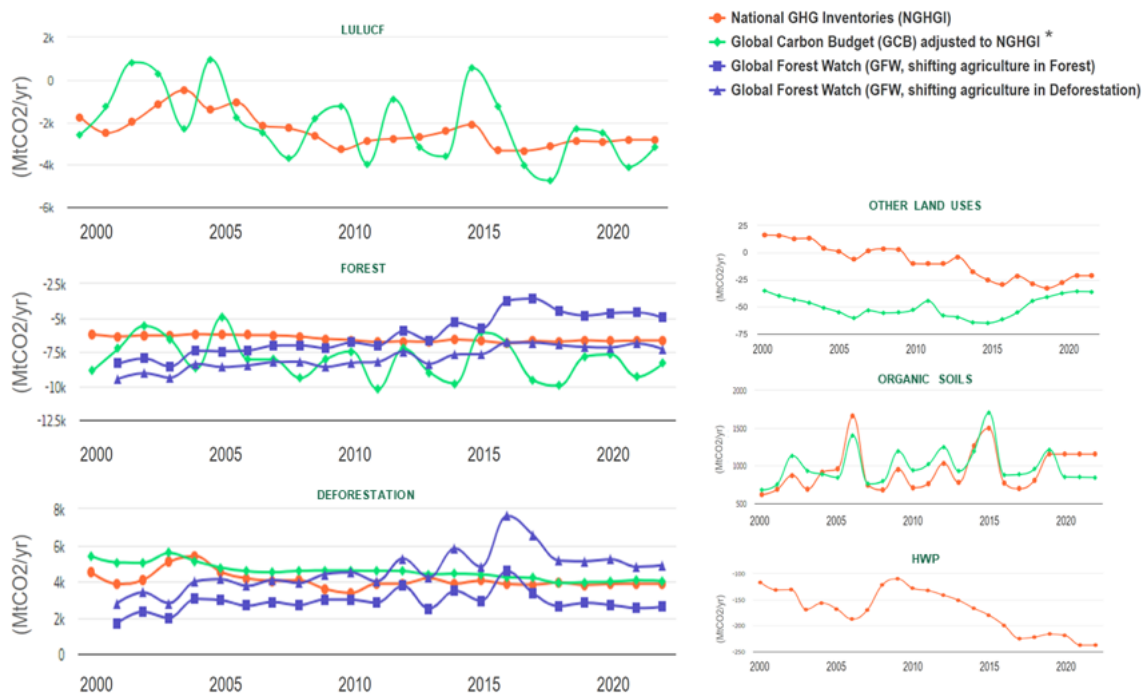 LULUCF
(MtCO2/yr)
2k
0
-2k
-4k
-6k
2000 2005 2010 2015 2020
National GHG Inventories (NGHGI)
Global Carbon Budget (GCB) adjusted to NGHGI *
Global Forest Watch (GFW, shifting agriculture in Forest)
Global Forest Watch (GFW, shifting agriculture in Deforestation)
FOREST
(MtCO2/yr)
-2.5k
-5k
-7.5k
-10k
-12.5k
2000 2005 2010 2015 2020
DEFORESTATION
(MtCO2/yr)
8k
6k
4k
2k
0
2000 2005 2010 2015 2020
OTHER LAND USES
(MtCO2/yr)
25
0
-25
-50
-75
2000 2005 2010 2015 2020
ORGANIC SOILS
(MtCO2/yr)
2000
1500
1000
500
2000 2005 2010 2015 2020
HWP
(MtCO2/yr)
-100
-150
-200
-250
2000 2005 2010 2015 2020